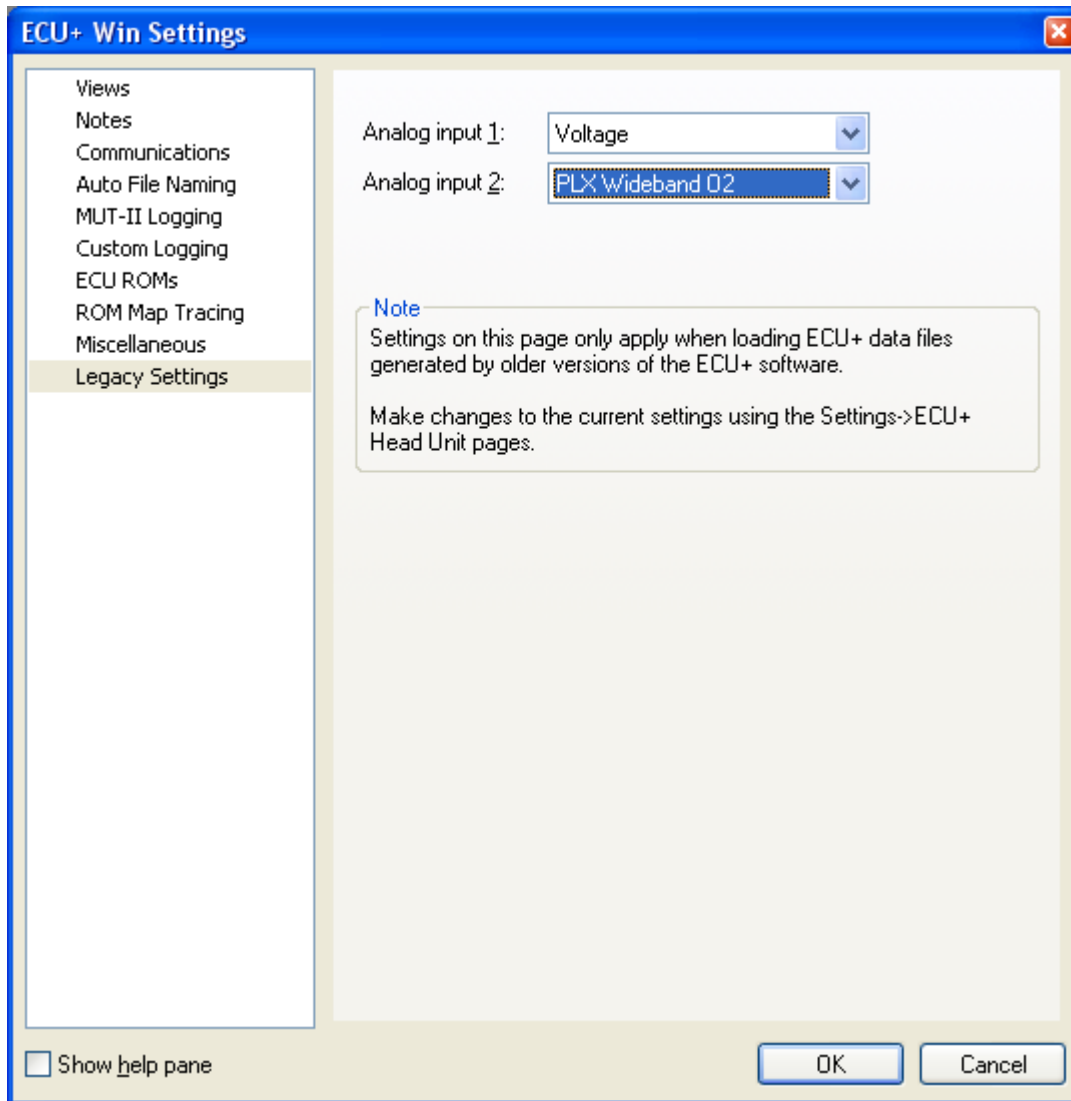 ECU+ Win Settings
Views
Notes
Communications
Auto File Naming
MUT-II Logging
Custom Logging
ECU ROMs
ROM Map Tracing
Miscellaneous
Legacy Settings
Analog input 1: Voltage
Analog input 2: PLX Wideband O2
Note
Settings on this page only apply when loading ECU+ data files
generated by older versions of the ECU+ software.
Make changes to the current settings using the Settings->ECU+
Head Unit pages.
Show help pane
OK
Cancel